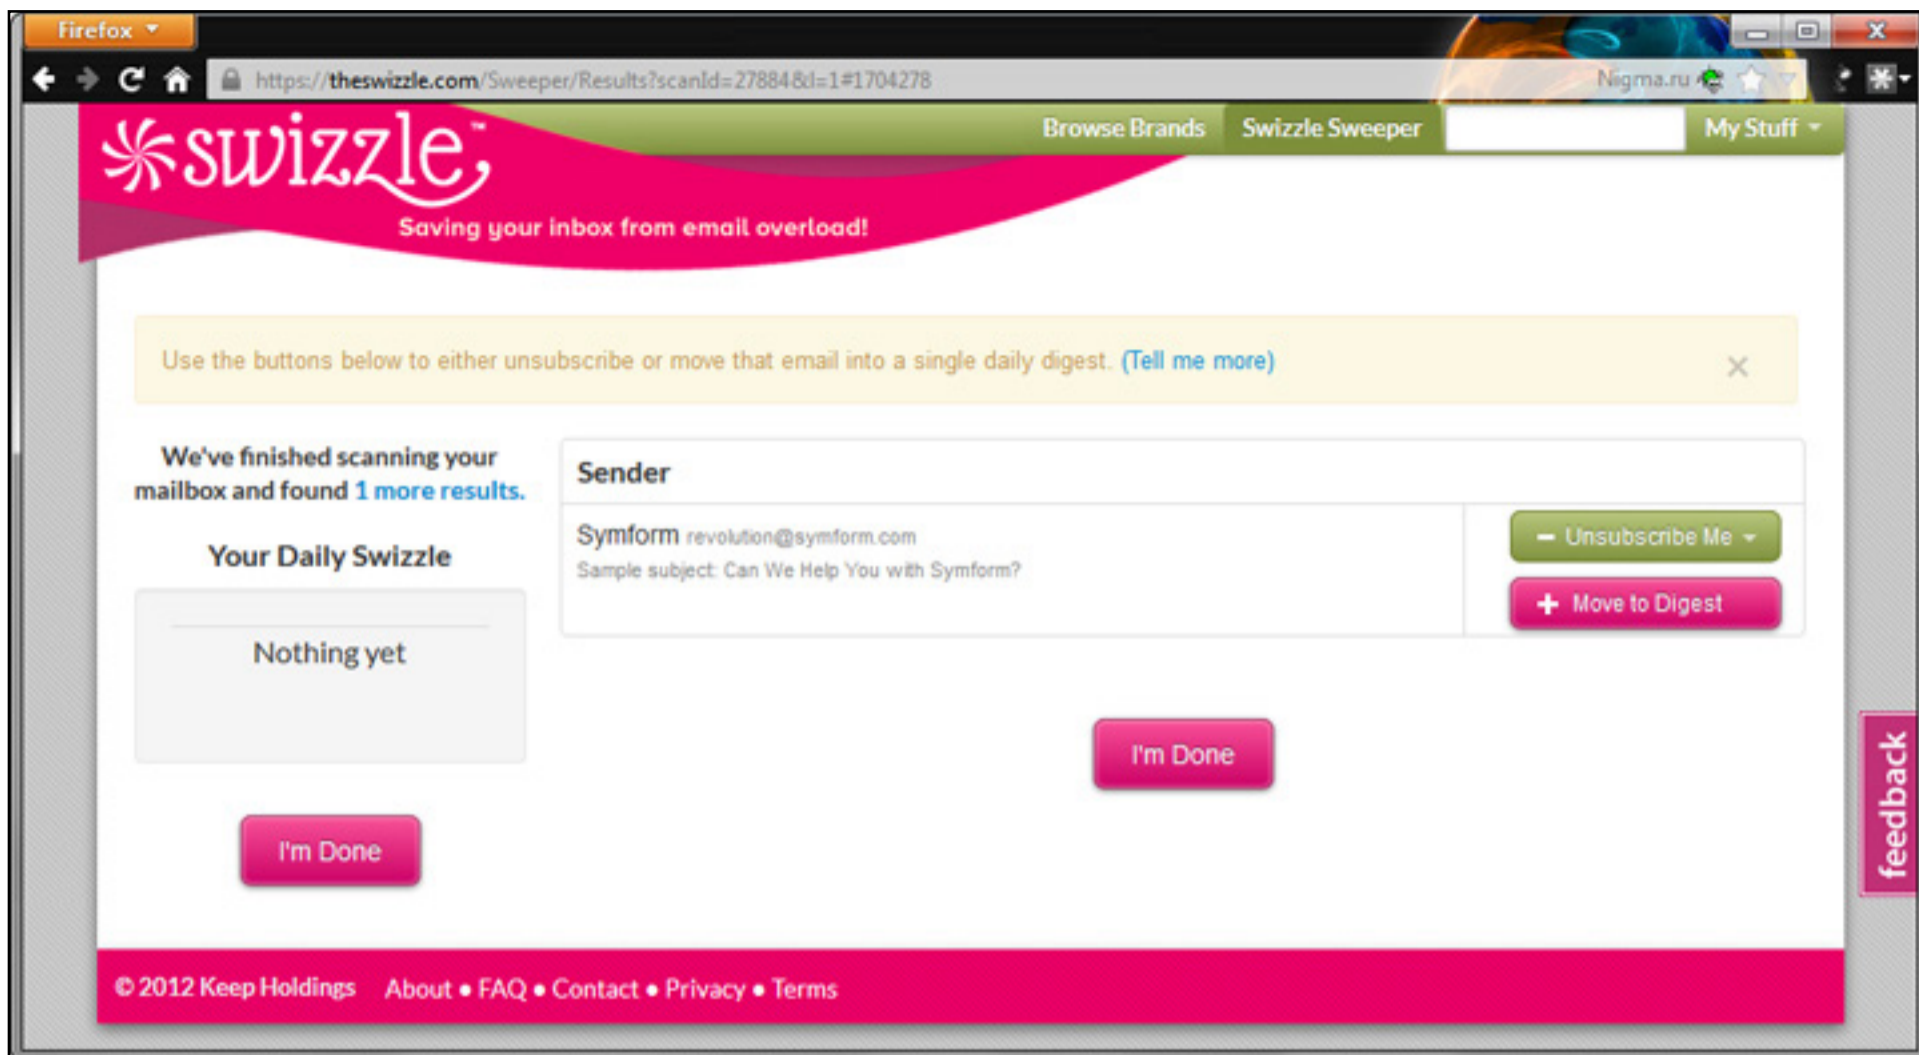 Firefox
https://theswizzle.com/Sweeper/Results?scanId=27884&l=1#1704278
Nigma.ru
swizzle™
Browse Brands Swizzle Sweeper My Stuff
Saving your inbox from email overload!
Use the buttons below to either unsubscribe or move that email into a single daily digest. (Tell me more)
We've finished scanning your
mailbox and found 1 more results.
Your Daily Swizzle
Nothing yet
I'm Done
Sender
Symform revolution@symform.com
Sample subject: Can We Help You with Symform?
Unsubscribe Me
Move to Digest
I'm Done
feedback
© 2012 Keep Holdings About • FAQ • Contact • Privacy • Terms